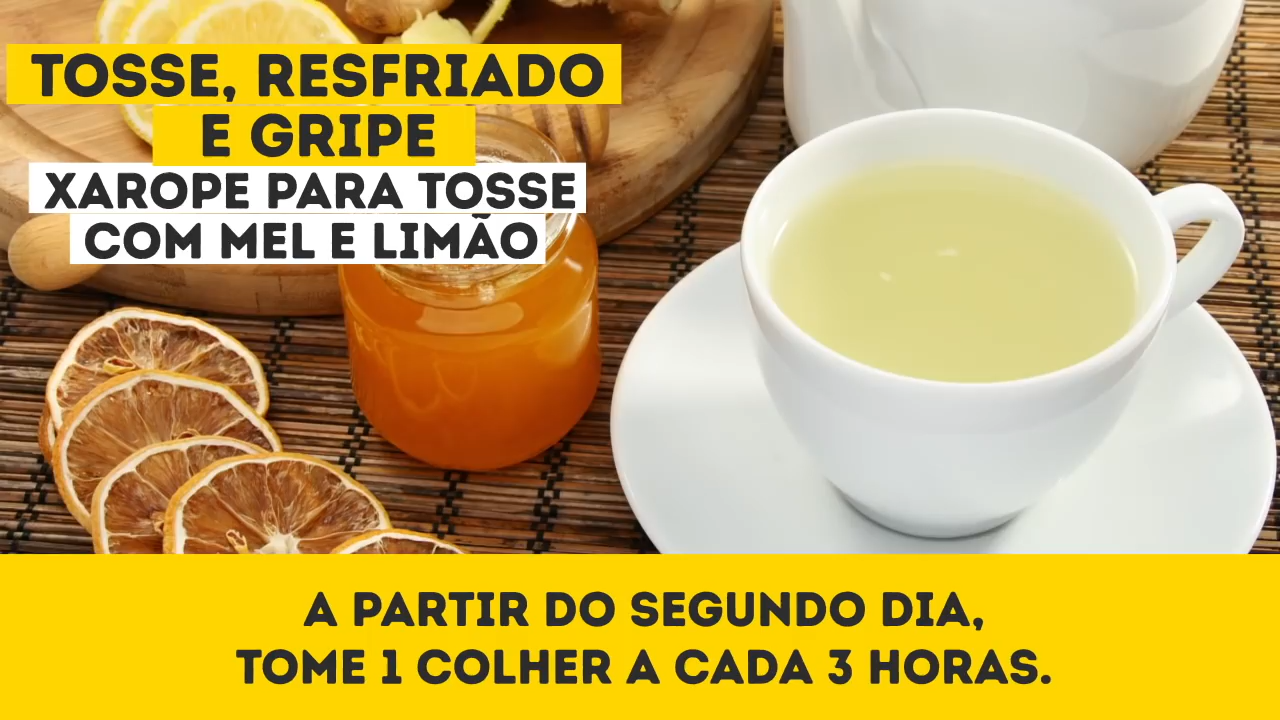 TOSSE, RESFRIADO
E GRIPE
XAROPE PARA TOSSE
COM MEL E LIMÃO
A PARTIR DO SEGUNDO DIA,
TOME 1 COLHER A CADA 3 HORAS.